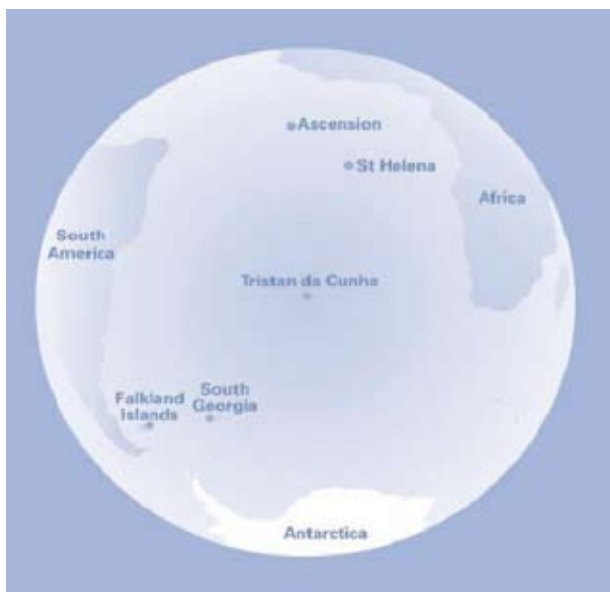 Ascension
St Helena
Africa
South
America
Tristan da Cunha
Falkland
Islands
South
Georgia
Antarctica